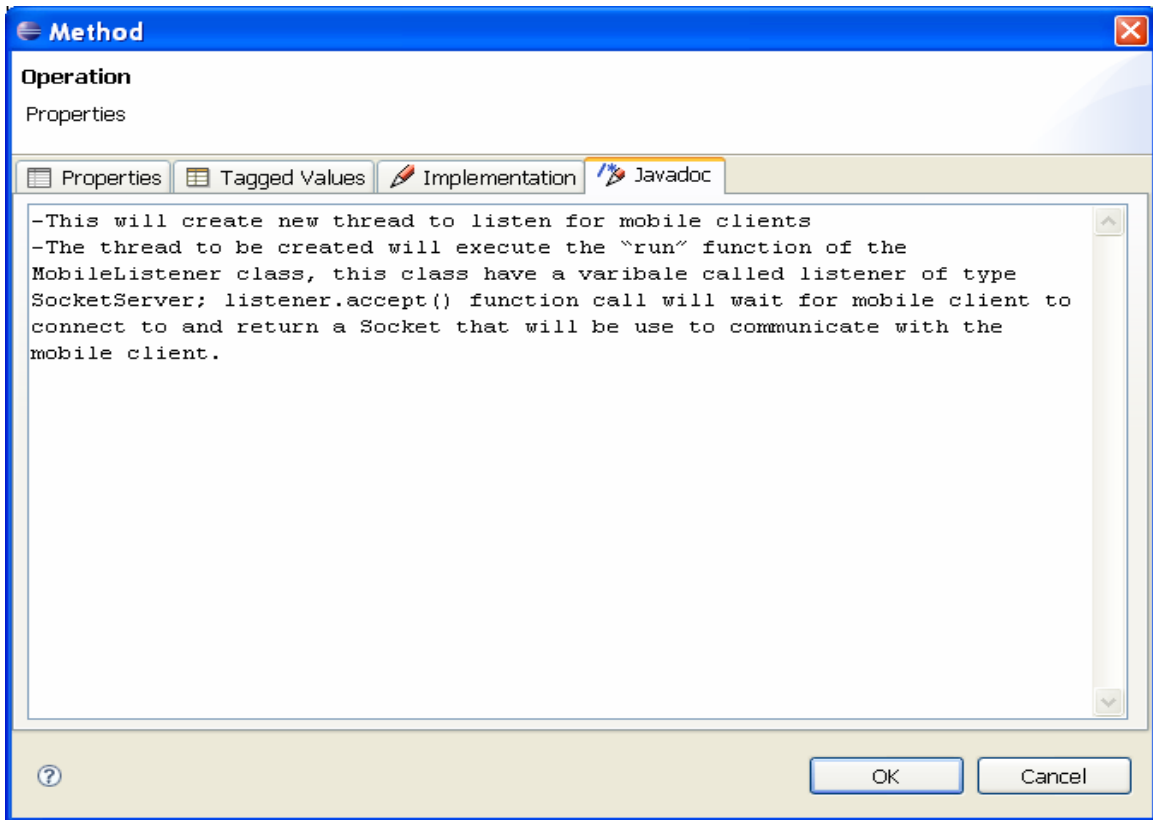 Method
Operation
Properties
Properties Tagged Values Implementation Javadoc
-This will create new thread to listen for mobile clients
-The thread to be created will execute the “run” function of the
MobileListener class, this class have a varibale called listener of type
SocketServer; listener.accept() function call will wait for mobile client to
connect to and return a Socket that will be use to communicate with the
mobile client.
OK Cancel